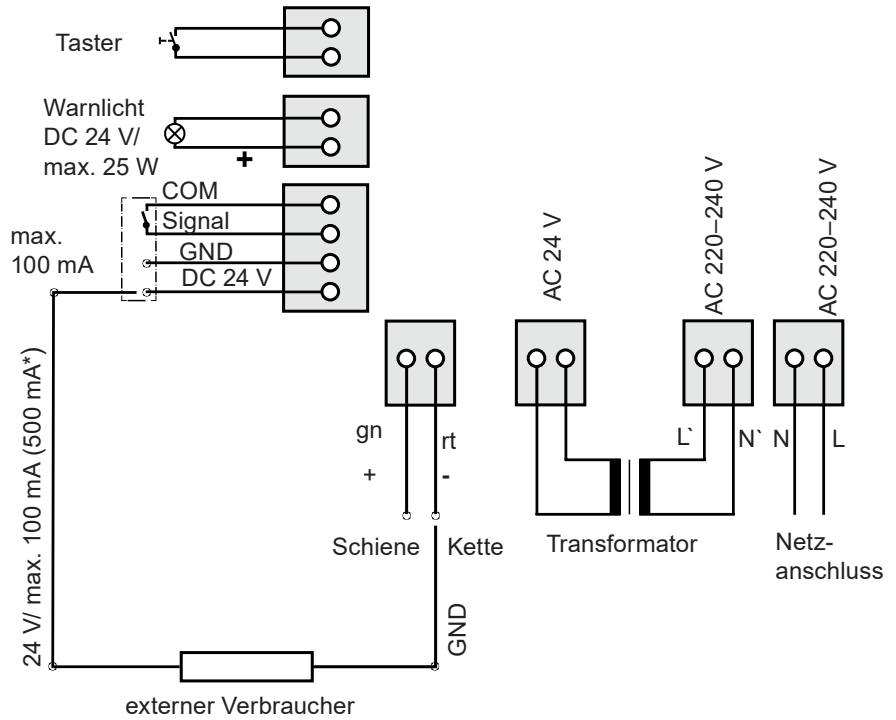 Taster
Warnlicht
DC 24 V/
max. 25 W
+
COM
Signal
GND
DC 24 V
max.
100 mA
24 V/ max. 100 mA (500 mA*)
gn
rt
+
-
Schiene
Kette
GND
externer Verbraucher
AC 24 V
AC 220–240 V
AC 220–240 V
L`
N`
N
L
Transformator
Netz-
anschluss